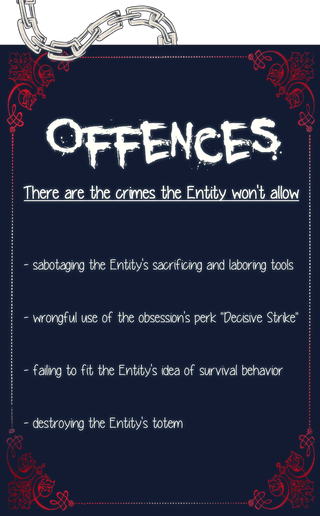 OFFENCES
There are the crimes the Entity won't allow
- sabotaging the Entity's sacrificing and laboring tools
- wrongful use of the obsession's perk "Decisive Strike"
- failing to fit the Entity's idea of survival behavior
- destroying the Entity's totem